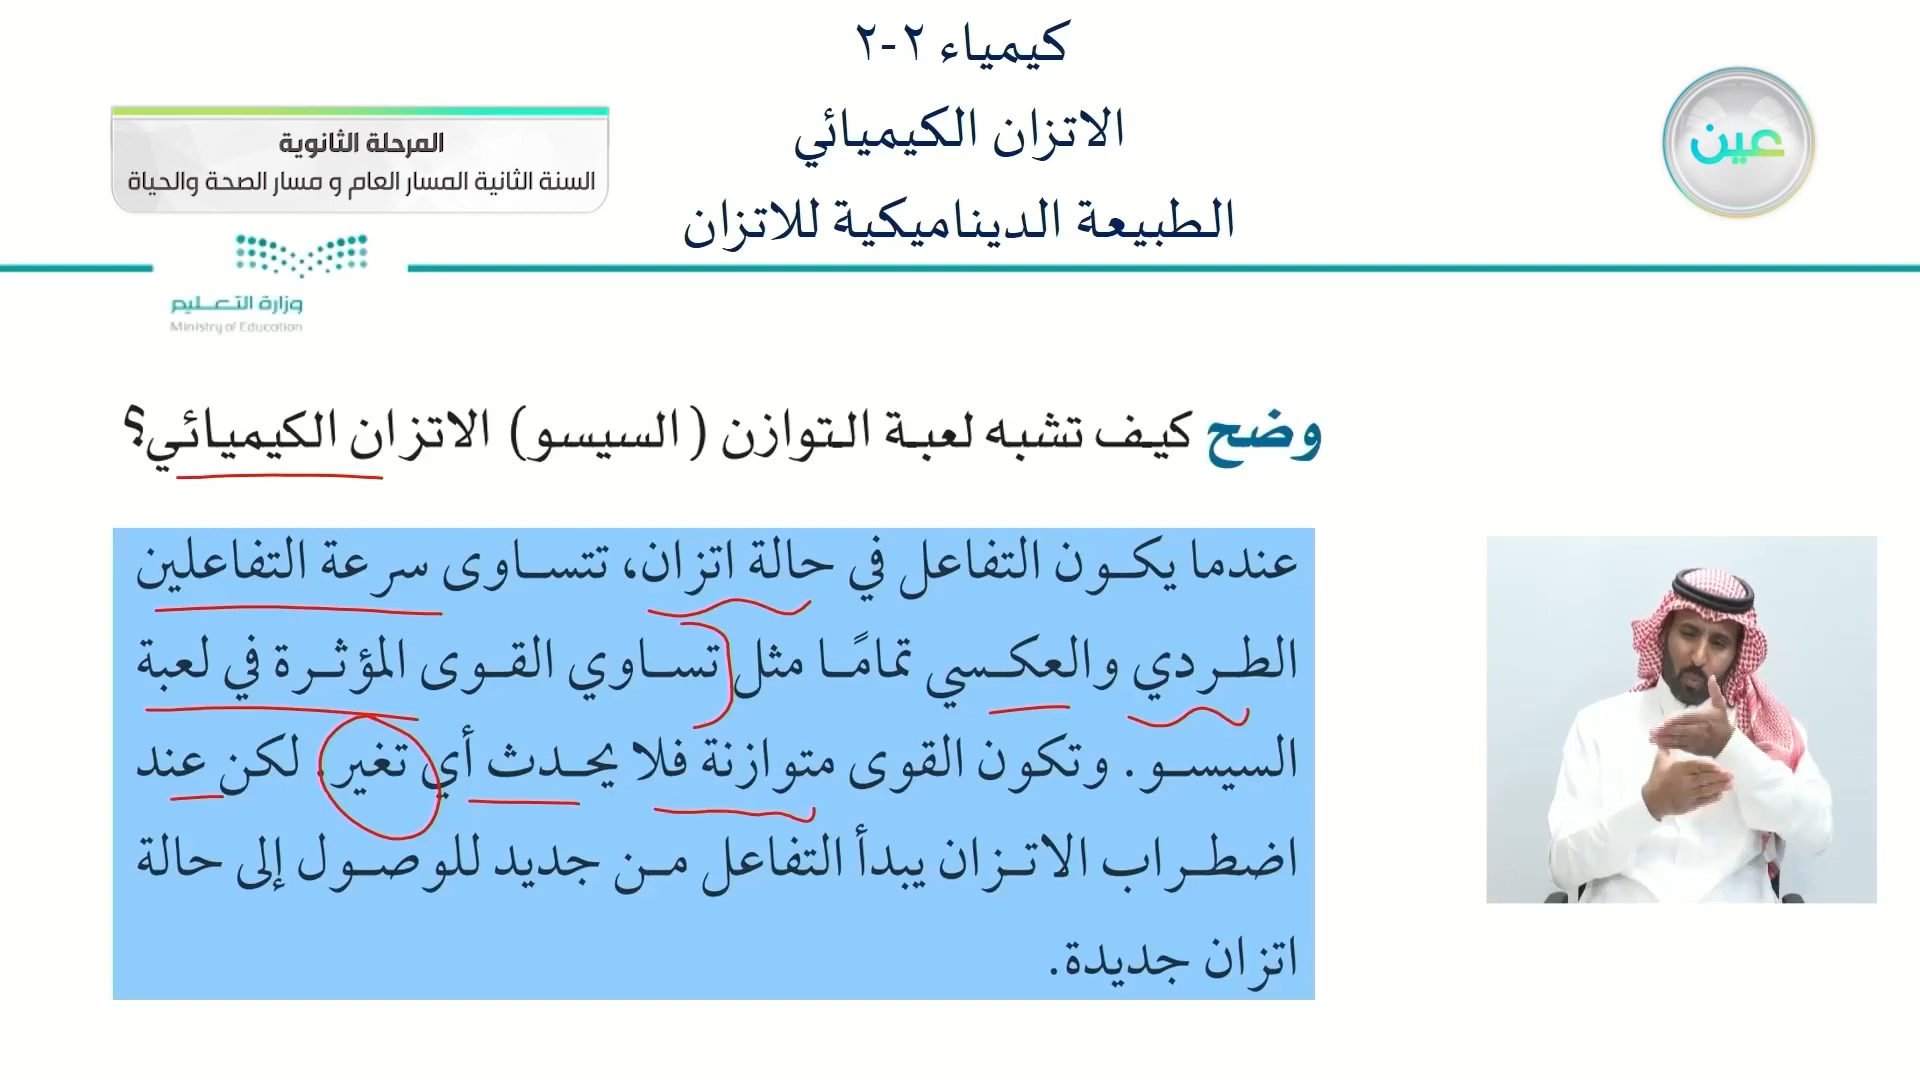 كيمياء ٢-٢
الاتزان الكيميائي
الطبيعة الديناميكية للاتزان
عين
المرحلة الثانوية
السنة الثانية المسار العام و مسار الصحة والحياة
وزارة التعليم
Ministry of Education
وضح كيف تشبه لعبة التوازن (السيسو) الاتزان الكيميائي؟
عندما يكون التفاعل في حالة اتزان، تتساوى سرعة التفاعلين
الطردي والعكسي تمامًا مثل تساوي القوى المؤثرة في لعبة
السيسو. وتكون القوى متوازنة فلا يحدث أي تغير. لكن عند
اضطراب الاتزان يبدأ التفاعل من جديد للوصول إلى حالة
اتزان جديدة.